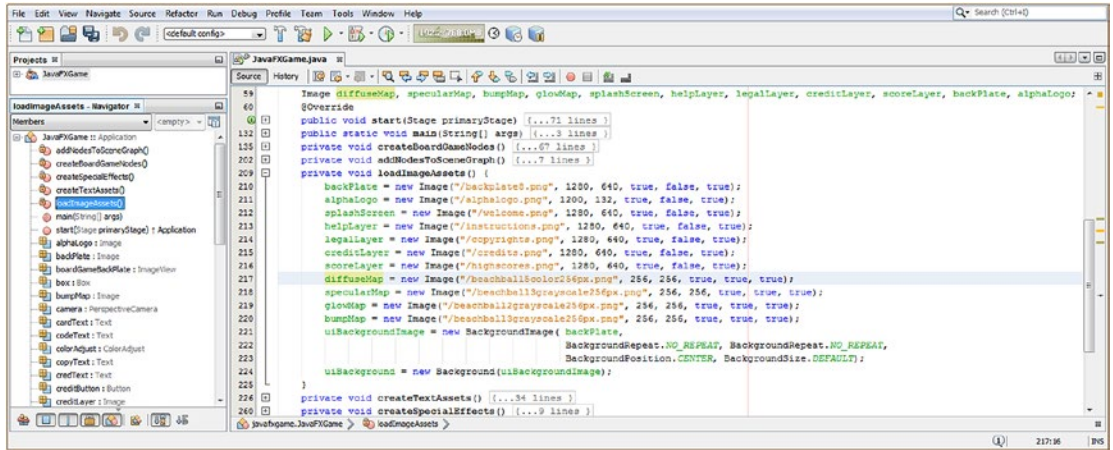 File Edit View Navigate Source Refactor Run Debug Profile Team Tools Window Help
Search (Ctrl+I)
<default config>
Projects
JavaFXGame
loadImageAssets - Navigator
Members
<empty>
JavaFXGame :: Application
addNodesToSceneGraph()
createBoardGameNodes()
createSpecialEffects()
createTextAssets()
loadImageAssets()
main(String[] args)
start(Stage primaryStage) ↑ Application
alphaLogo : Image
backPlate : Image
boardGameBackPlate : ImageView
box : Box
bumpMap : Image
camera : PerspectiveCamera
cardText : Text
codeText : Text
colorAdjust : ColorAdjust
copyText : Text
credText : Text
creditButton : Button
creditLayer : Image
JavaFXGame.java
Source History
59 Image diffuseMap, specularMap, bumpMap, glowMap, splashScreen, helpLayer, legalLayer, creditLayer, scoreLayer, backPlate, alphaLogo;
60 @Override
public void start(Stage primaryStage) {...71 lines }
132 public static void main(String[] args) {...3 lines }
135 private void createBoardGameNodes() {...67 lines }
202 private void addNodesToSceneGraph() {...7 lines }
209 private void loadImageAssets() {
210 backPlate = new Image("/backplate8.png", 1280, 640, true, false, true);
211 alphaLogo = new Image("/alphalogo.png", 1200, 132, true, false, true);
212 splashScreen = new Image("/welcome.png", 1280, 640, true, false, true);
213 helpLayer = new Image("/instructions.png", 1280, 640, true, false, true);
214 legalLayer = new Image("/copyrights.png", 1280, 640, true, false, true);
215 creditLayer = new Image("/credits.png", 1280, 640, true, false, true);
216 scoreLayer = new Image("/highscores.png", 1280, 640, true, false, true);
217 diffuseMap = new Image("/beachball5color256px.png", 256, 256, true, true, true);
218 specularMap = new Image("/beachball3grayscale256px.png", 256, 256, true, true, true);
219 glowMap = new Image("/beachball2grayscale256px.png", 256, 256, true, true, true);
220 bumpMap = new Image("/beachball3grayscale256px.png", 256, 256, true, true, true);
221 uiBackgroundImage = new BackgroundImage( backPlate,
222 BackgroundRepeat.NO_REPEAT, BackgroundRepeat.NO_REPEAT,
223 BackgroundPosition.CENTER, BackgroundSize.DEFAULT);
224 uiBackground = new Background(uiBackgroundImage);
225 }
226 private void createTextAssets() {...34 lines }
260 private void createSpecialEffects() {...9 lines }
javafxgame.JavaFXGame
loadImageAssets
217:16
INS